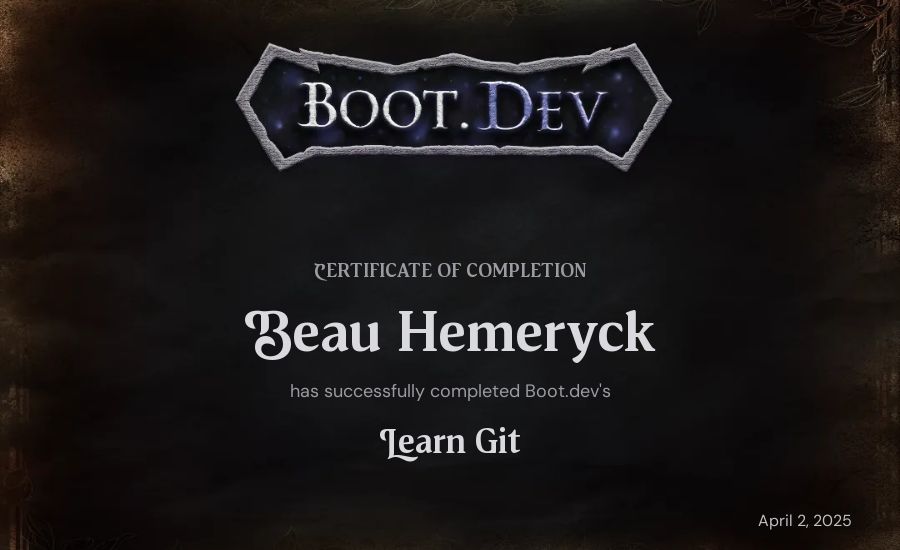 BOOT.DEV
CERTIFICATE OF COMPLETION
Beau Hemeryck
has successfully completed Boot.dev's
Learn Git
April 2, 2025